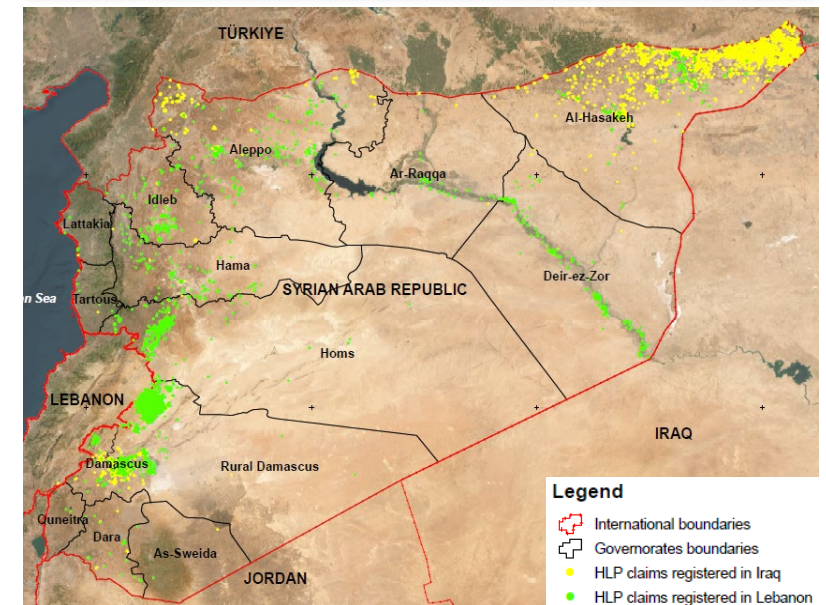 TÜRKIYE
Al-Hasakeh
Aleppo
Ar-Raqqa
Idleb
Lattakia
Hama
Deir-ez-Zor
SYRIAN ARAB REPUBLIC
n Sea
Tartous
Homs
LEBANON
IRAQ
Damascus
Rural Damascus
Quneitra
Dara
As-Sweida
JORDAN
Legend
International boundaries
Governorates boundaries
HLP claims registered in Iraq
HLP claims registered in Lebanon